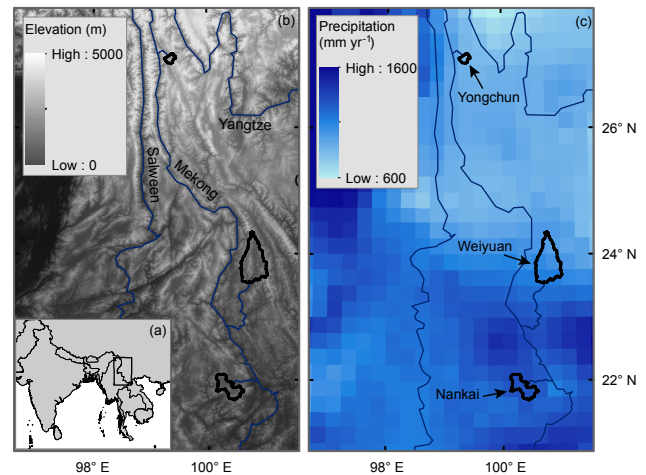 Elevation (m)
High : 5000
Low : 0
(b)
Yangtze
Salween
Mekong
(a)
98° E
100° E
Precipitation
(mm yr⁻¹)
High : 1600
Low : 600
(c)
Yongchun
Weiyuan
Nankai
26° N
24° N
22° N
98° E
100° E